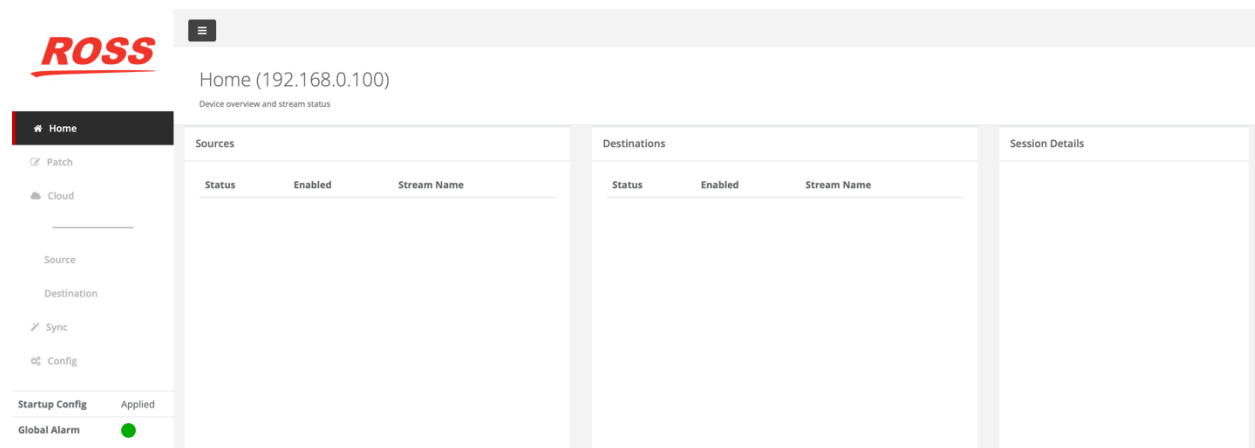 ROSS
Home (192.168.0.100)
Device overview and stream status
Home
Patch
Cloud
Source
Destination
Sync
Config
Startup Config Applied
Global Alarm
Sources
Status Enabled Stream Name
Destinations
Status Enabled Stream Name
Session Details